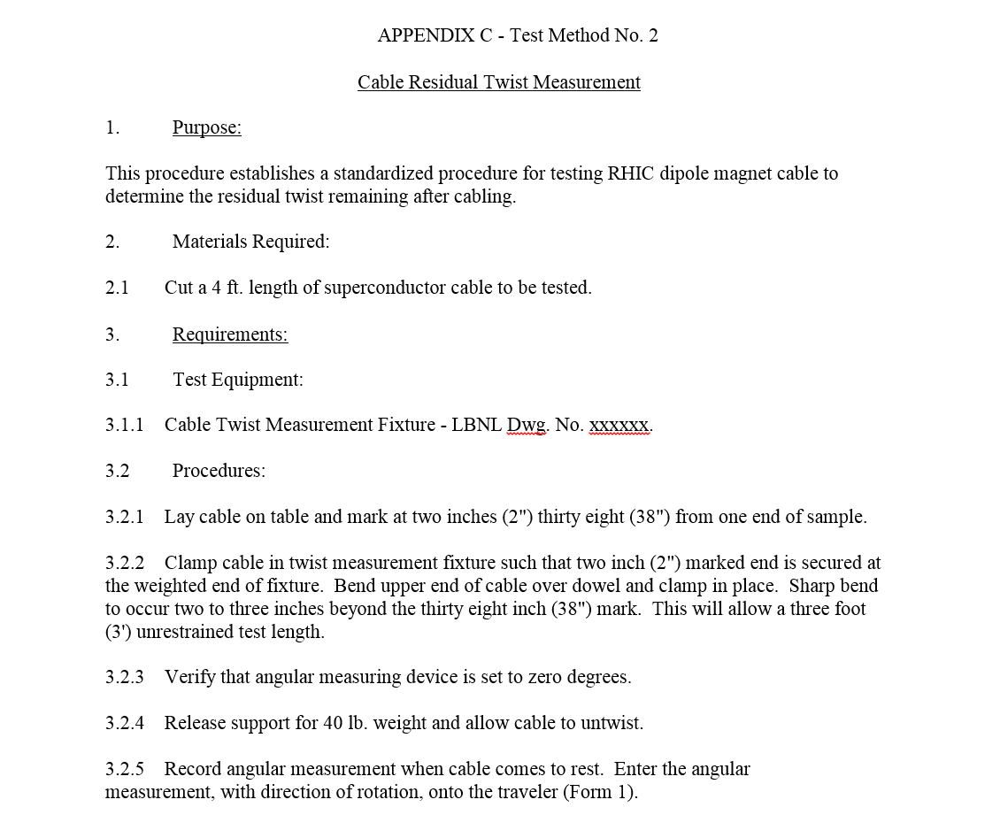 APPENDIX C - Test Method No. 2
Cable Residual Twist Measurement
1. Purpose:
This procedure establishes a standardized procedure for testing RHIC dipole magnet cable to
determine the residual twist remaining after cabling.
2. Materials Required:
2.1 Cut a 4 ft. length of superconductor cable to be tested.
3. Requirements:
3.1 Test Equipment:
3.1.1 Cable Twist Measurement Fixture - LBNL Dwg. No. xxxxxx.
3.2 Procedures:
3.2.1 Lay cable on table and mark at two inches (2") thirty eight (38") from one end of sample.
3.2.2 Clamp cable in twist measurement fixture such that two inch (2") marked end is secured at
the weighted end of fixture. Bend upper end of cable over dowel and clamp in place. Sharp bend
to occur two to three inches beyond the thirty eight inch (38") mark. This will allow a three foot
(3') unrestrained test length.
3.2.3 Verify that angular measuring device is set to zero degrees.
3.2.4 Release support for 40 lb. weight and allow cable to untwist.
3.2.5 Record angular measurement when cable comes to rest. Enter the angular
measurement, with direction of rotation, onto the traveler (Form 1).